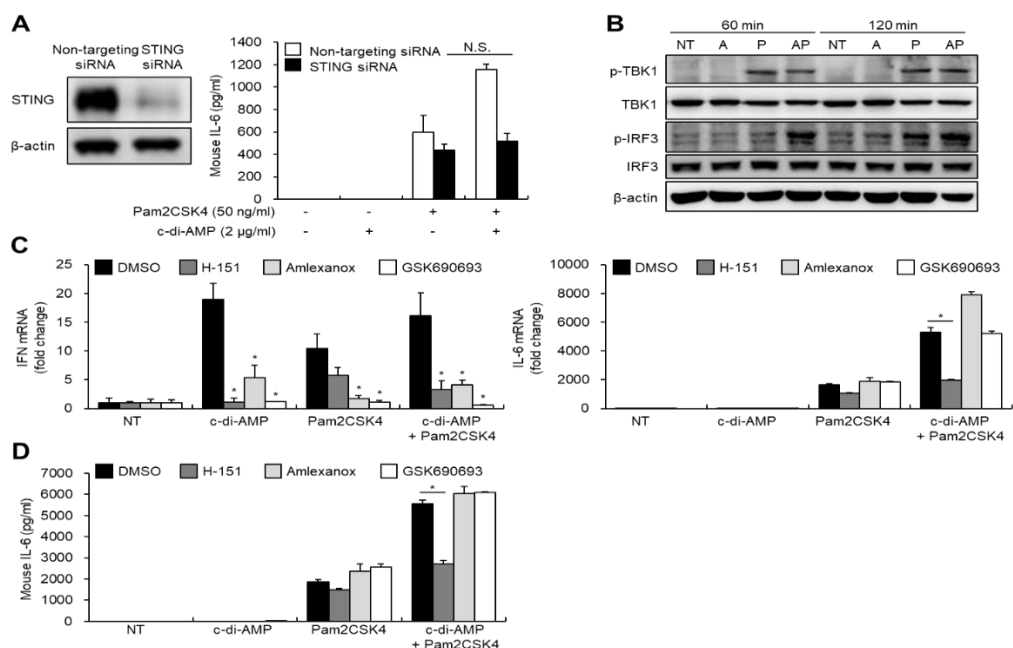 A
Non-targeting siRNA
STING siRNA
STING
β-actin
Mouse IL-6 (pg/ml)
1400
1200
1000
800
600
400
200
0
Non-targeting siRNA
STING siRNA
N.S.
Pam2CSK4 (50 ng/ml) - - + +
c-di-AMP (2 µg/ml) - + - +
B
60 min 120 min
NT A P AP NT A P AP
p-TBK1
TBK1
p-IRF3
IRF3
β-actin
C
IFN mRNA
(fold change)
25
20
15
10
5
0
DMSO H-151 Amlexanox GSK690693
* * * * * * * *
NT c-di-AMP Pam2CSK4 c-di-AMP
+ Pam2CSK4
IL-6 mRNA
(fold change)
10000
8000
6000
4000
2000
0
DMSO H-151 Amlexanox GSK690693
*
NT c-di-AMP Pam2CSK4 c-di-AMP
+ Pam2CSK4
D
Mouse IL-6 (pg/ml)
7000
6000
5000
4000
3000
2000
1000
0
DMSO H-151 Amlexanox GSK690693
*
NT c-di-AMP Pam2CSK4 c-di-AMP
+ Pam2CSK4